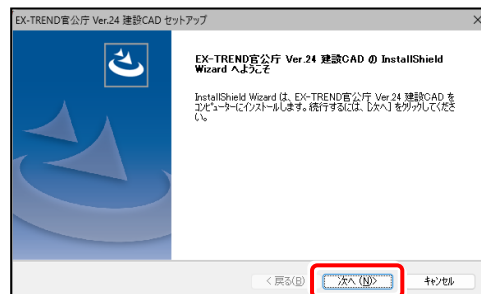 EX-TREND官公庁 Ver.24 建設CAD セットアップ
EX-TREND官公庁 Ver.24 建設CAD の InstallShield
Wizard へようこそ
InstallShield Wizard は、EX-TREND官公庁 Ver.24 建設CAD を
コンピューターにインストールします。続行するには、[次へ] をクリックしてくださ
い。
< 戻る(B)
次へ (N)>
キャンセル